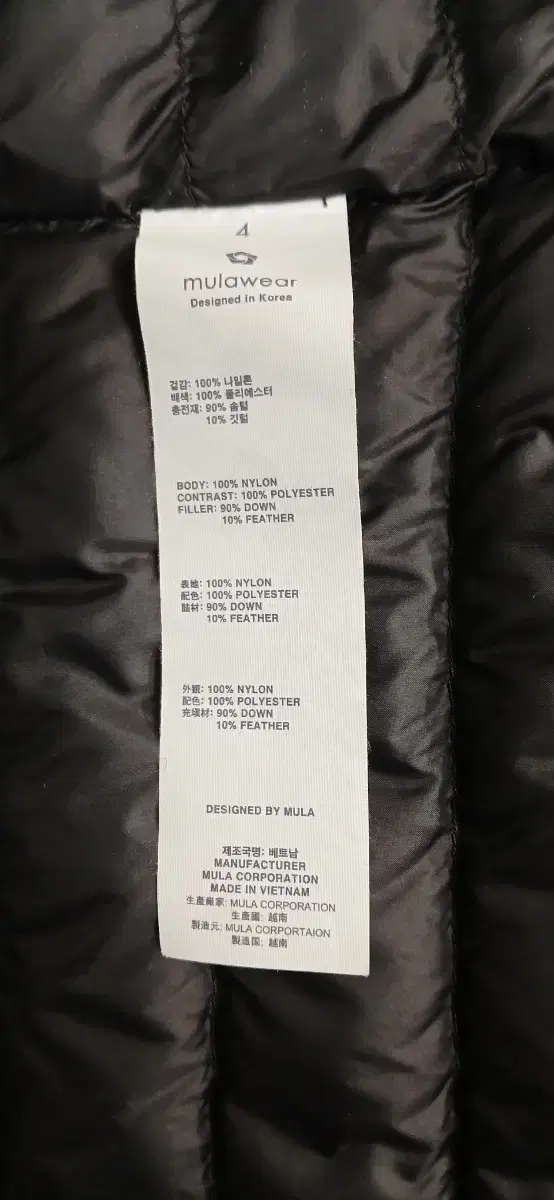 4
mulawear
Designed in Korea
겉감: 100% 나일론
배색: 100% 폴리에스터
충전재: 90% 솜털
10% 깃털
BODY: 100% NYLON
CONTRAST: 100% POLYESTER
FILLER: 90% DOWN
10% FEATHER
表地: 100% NYLON
配色: 100% POLYESTER
詰材: 90% DOWN
10% FEATHER
外觀: 100% NYLON
配色: 100% POLYESTER
充塡材: 90% DOWN
10% FEATHER
DESIGNED BY MULA
제조국명: 베트남
MANUFACTURER
MULA CORPORATION
MADE IN VIETNAM
生產廠家: MULA CORPORATION
生產國: 越南
製造元: MULA CORPORTAION
製造国: 越南